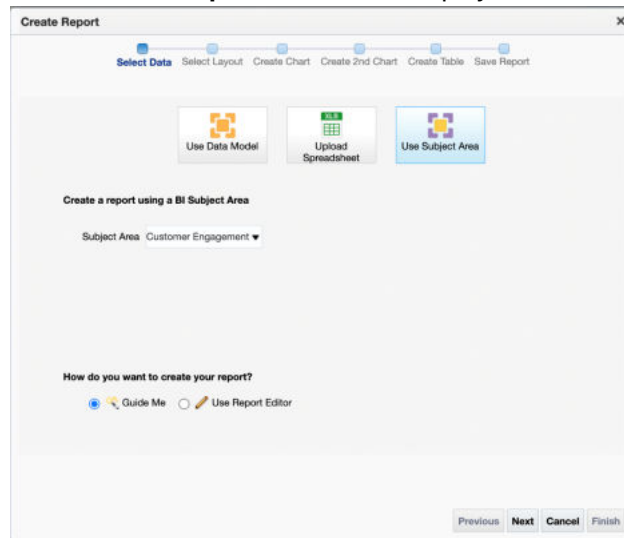 Create Report
X
Select Data Select Layout Create Chart Create 2nd Chart Create Table Save Report
XLS
Use Data Model Upload Spreadsheet Use Subject Area
Create a report using a BI Subject Area
Subject Area Customer Engagement
How do you want to create your report?
Guide Me Use Report Editor
Previous Next Cancel Finish